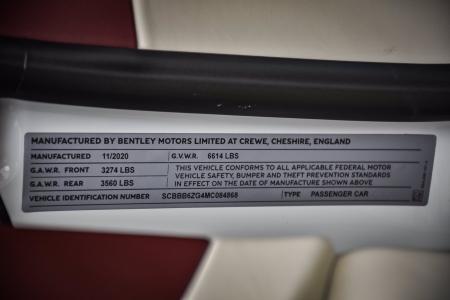 MANUFACTURED BY BENTLEY MOTORS LIMITED AT CREWE, CHESHIRE, ENGLAND
MANUFACTURED 11/2020 G.V.W.R. 6614 LBS
G.A.W.R. FRONT 3274 LBS
G.A.W.R. REAR 3560 LBS
THIS VEHICLE CONFORMS TO ALL APPLICABLE FEDERAL MOTOR
VEHICLE SAFETY, BUMPER AND THEFT PREVENTION STANDARDS
IN EFFECT ON THE DATE OF MANUFACTURE SHOWN ABOVE
VEHICLE IDENTIFICATION NUMBER SCBBB6ZG4MC084868 TYPE PASSENGER CAR